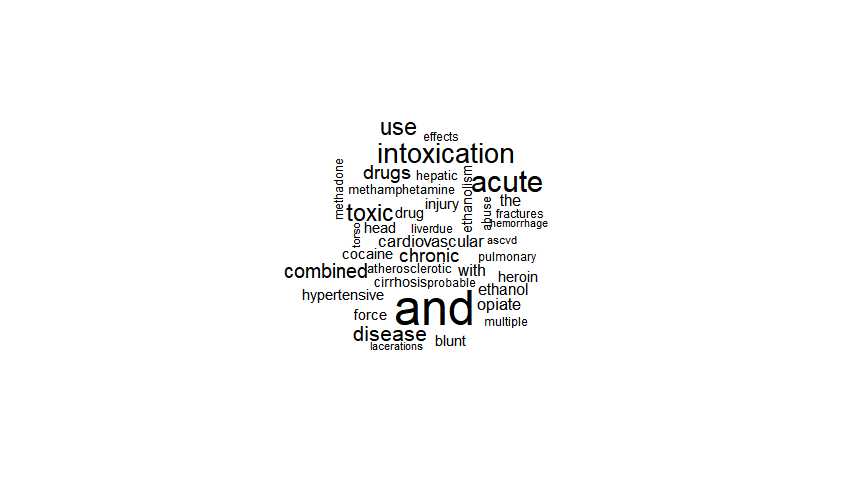 use
effects
intoxication
methadone
drugs
hepatic
ethanolism
acute
methamphetamine
injury
abuse
the
toxic
drug
fractures
hemorrhage
torso
head
liverdue
cardiovascular
ascvd
cocaine
chronic
pulmonary
combined
atherosclerotic
with
heroin
cirrhosis
probable
ethanol
hypertensive
and
opiate
force
multiple
disease
blunt
lacerations